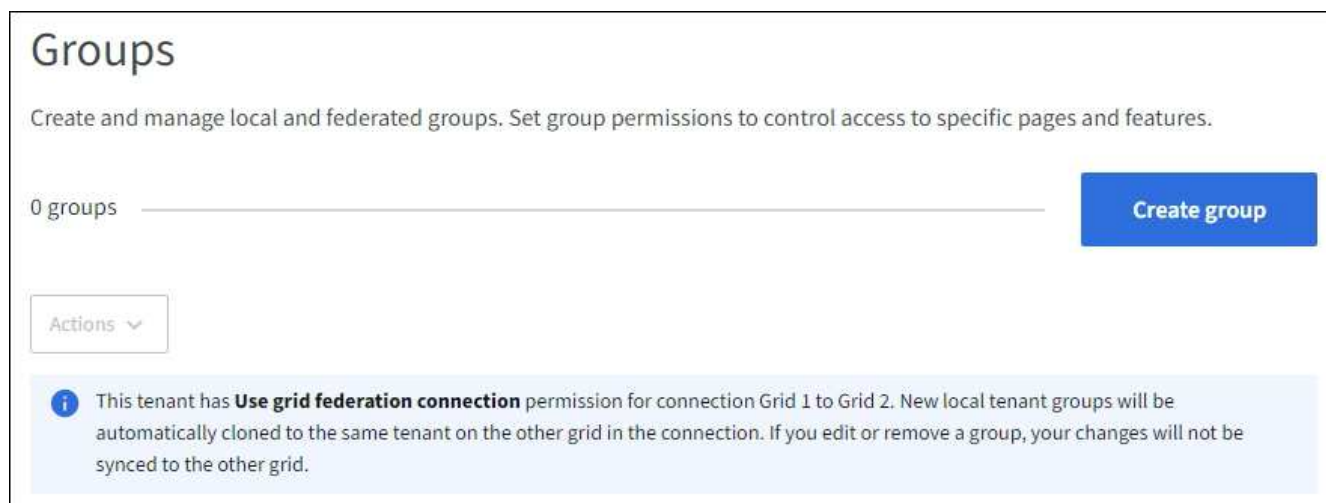 Groups
Create and manage local and federated groups. Set group permissions to control access to specific pages and features.
0 groups
Create group
Actions
This tenant has Use grid federation connection permission for connection Grid 1 to Grid 2. New local tenant groups will be
automatically cloned to the same tenant on the other grid in the connection. If you edit or remove a group, your changes will not be
synced to the other grid.